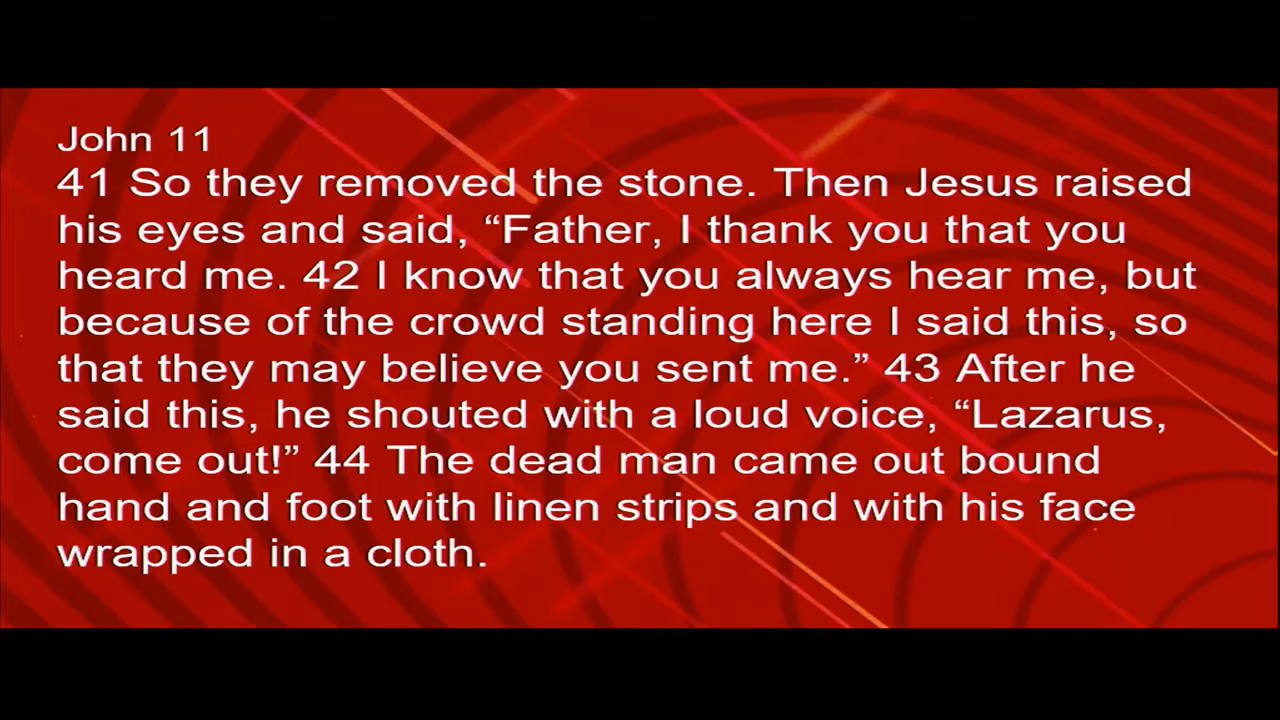 John 11
41 So they removed the stone. Then Jesus raised
his eyes and said, “Father, I thank you that you
heard me. 42 I know that you always hear me, but
because of the crowd standing here I said this, so
that they may believe you sent me.” 43 After he
said this, he shouted with a loud voice, “Lazarus,
come out!” 44 The dead man came out bound
hand and foot with linen strips and with his face
wrapped in a cloth.